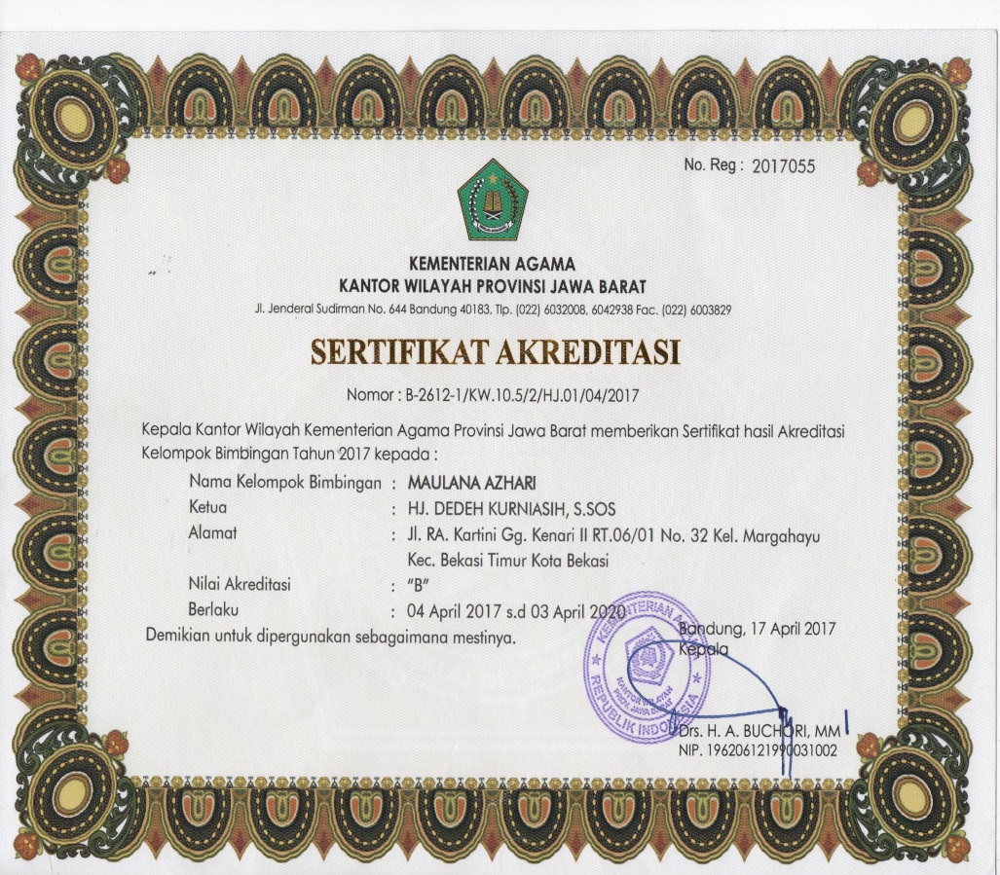 No. Reg : 2017055
KEMENTERIAN AGAMA
KANTOR WILAYAH PROVINSI JAWA BARAT
Jl. Jenderal Sudirman No. 644 Bandung 40183, Tlp. (022) 6032008, 6042938 Fac. (022) 6003829
SERTIFIKAT AKREDITASI
Nomor : B-2612-1/KW.10.5/2/HJ.01/04/2017
Kepala Kantor Wilayah Kementerian Agama Provinsi Jawa Barat memberikan Sertifikat hasil Akreditasi
Kelompok Bimbingan Tahun 2017 kepada :
Nama Kelompok Bimbingan : MAULANA AZHARI
Ketua : HJ. DEDEH KURNIASIH, S.SOS
Alamat : Jl. RA. Kartini Gg. Kenari II RT.06/01 No. 32 Kel. Margahayu
Kec. Bekasi Timur Kota Bekasi
Nilai Akreditasi : "B"
Berlaku : 04 April 2017 s.d 03 April 2020
Demikian untuk dipergunakan sebagaimana mestinya.
Bandung, 17 April 2017
Kepala
KEMENTERIAN AGAMA
KANTOR WILAYAH
PROV. JAWA BARAT
REPUBLIK INDONESIA
Drs. H. A. BUCHORI, MM
NIP. 196206121990031002